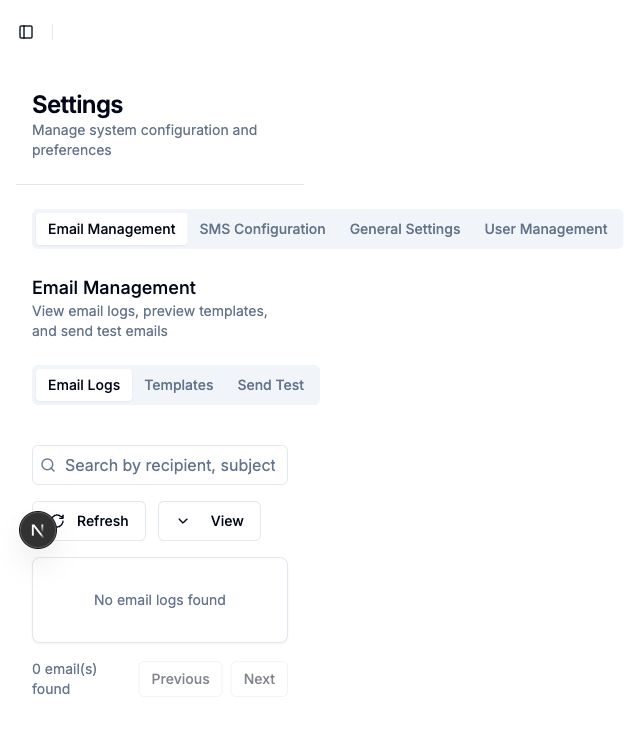 Settings
Manage system configuration and
preferences
Email Management
SMS Configuration
General Settings
User Management
Email Management
View email logs, preview templates,
and send test emails
Email Logs
Templates
Send Test
Search by recipient, subject
Refresh
View
N
No email logs found
0 email(s)
found
Previous
Next